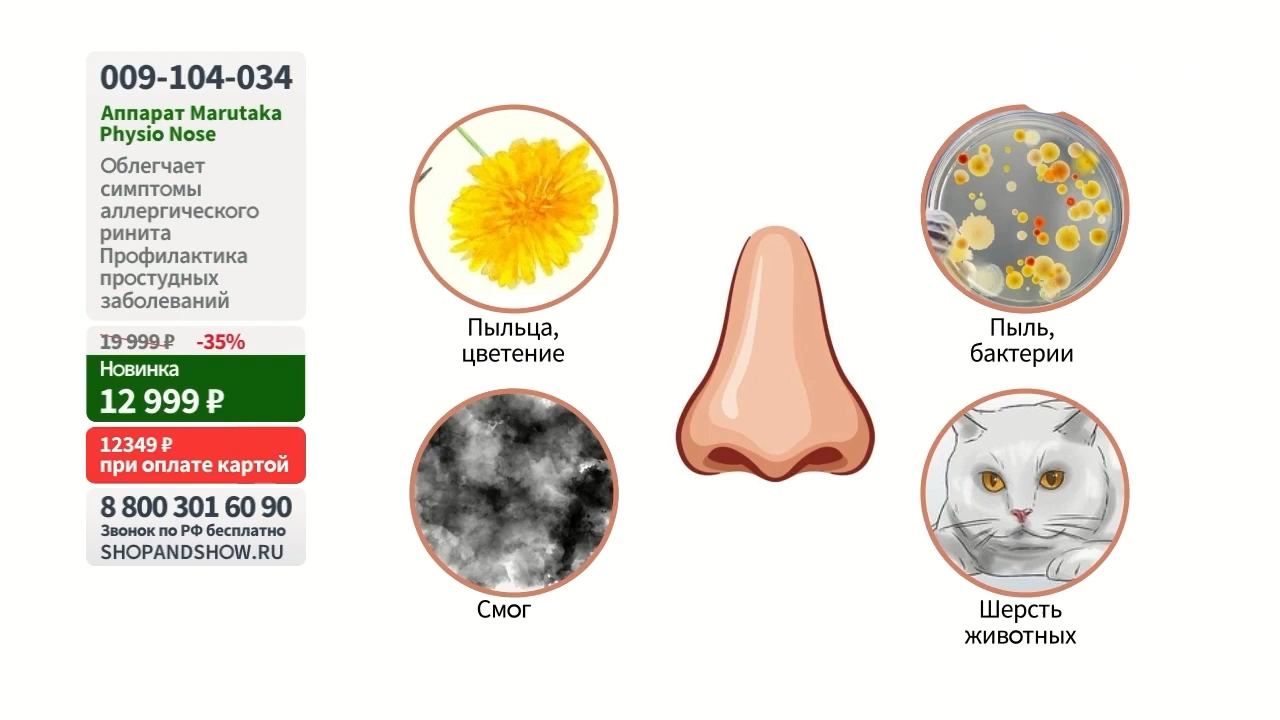 009-104-034
Аппарат Marutaka
Physio Nose
Облегчает
симптомы
аллергического
ринита
Профилактика
простудных
заболеваний
19 999 ₽ -35%
Новинка
12 999 ₽
12349 ₽
при оплате картой
8 800 301 60 90
Звонок по РФ бесплатно
SHOPANDSHOW.RU
Пыльца,
цветение
Смог
Пыль,
бактерии
Шерсть
животных